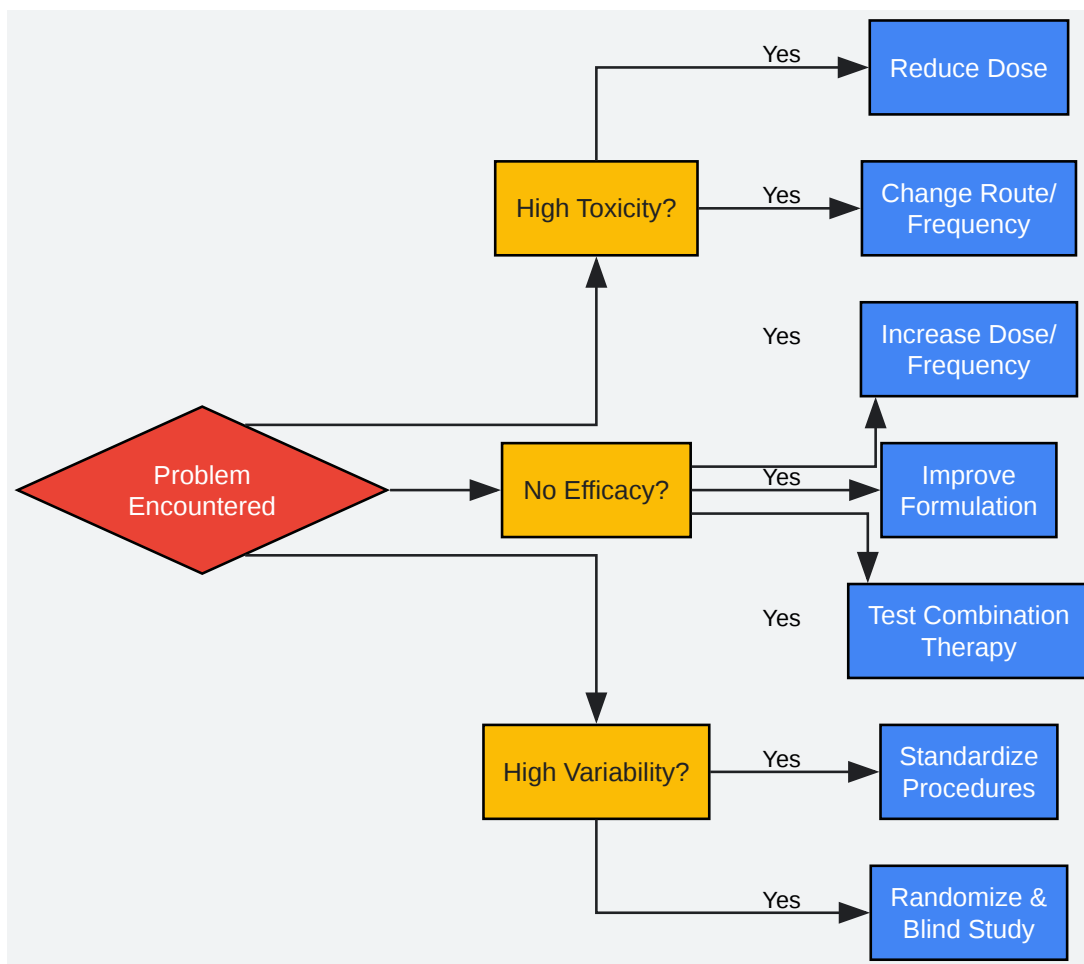 Yes
Reduce Dose
High Toxicity?
Yes
Change Route/
Frequency
Yes
Increase Dose/
Frequency
Problem
Encountered
No Efficacy?
Yes
Improve
Formulation
Yes
Test Combination
Therapy
High Variability?
Yes
Standardize
Procedures
Yes
Randomize &
Blind Study